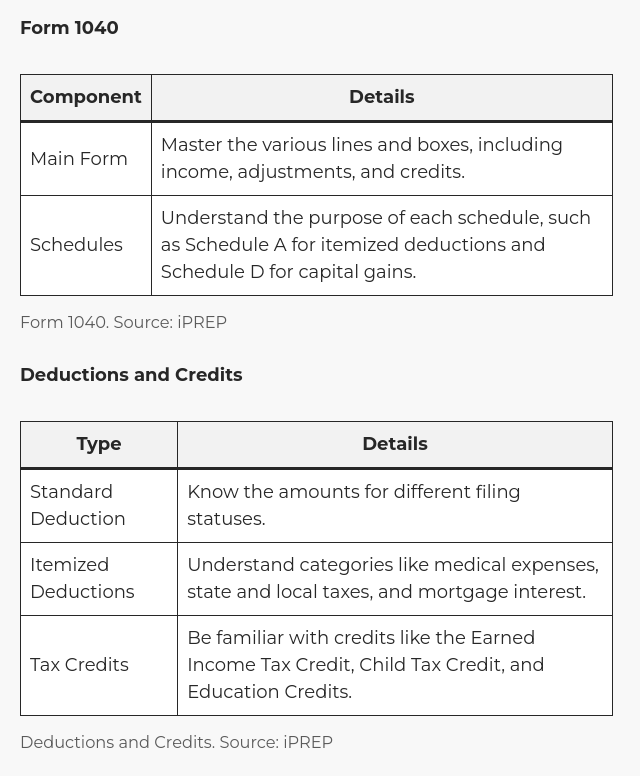 Form 1040
Component Details
Main Form
Master the various lines and boxes, including
income, adjustments, and credits.
Schedules
Understand the purpose of each schedule, such
as Schedule A for itemized deductions and
Schedule D for capital gains.
Form 1040. Source: iPREP
Deductions and Credits
Type Details
Standard
Deduction
Know the amounts for different filing
statuses.
Itemized
Deductions
Understand categories like medical expenses,
state and local taxes, and mortgage interest.
Tax Credits
Be familiar with credits like the Earned
Income Tax Credit, Child Tax Credit, and
Education Credits.
Deductions and Credits. Source: iPREP